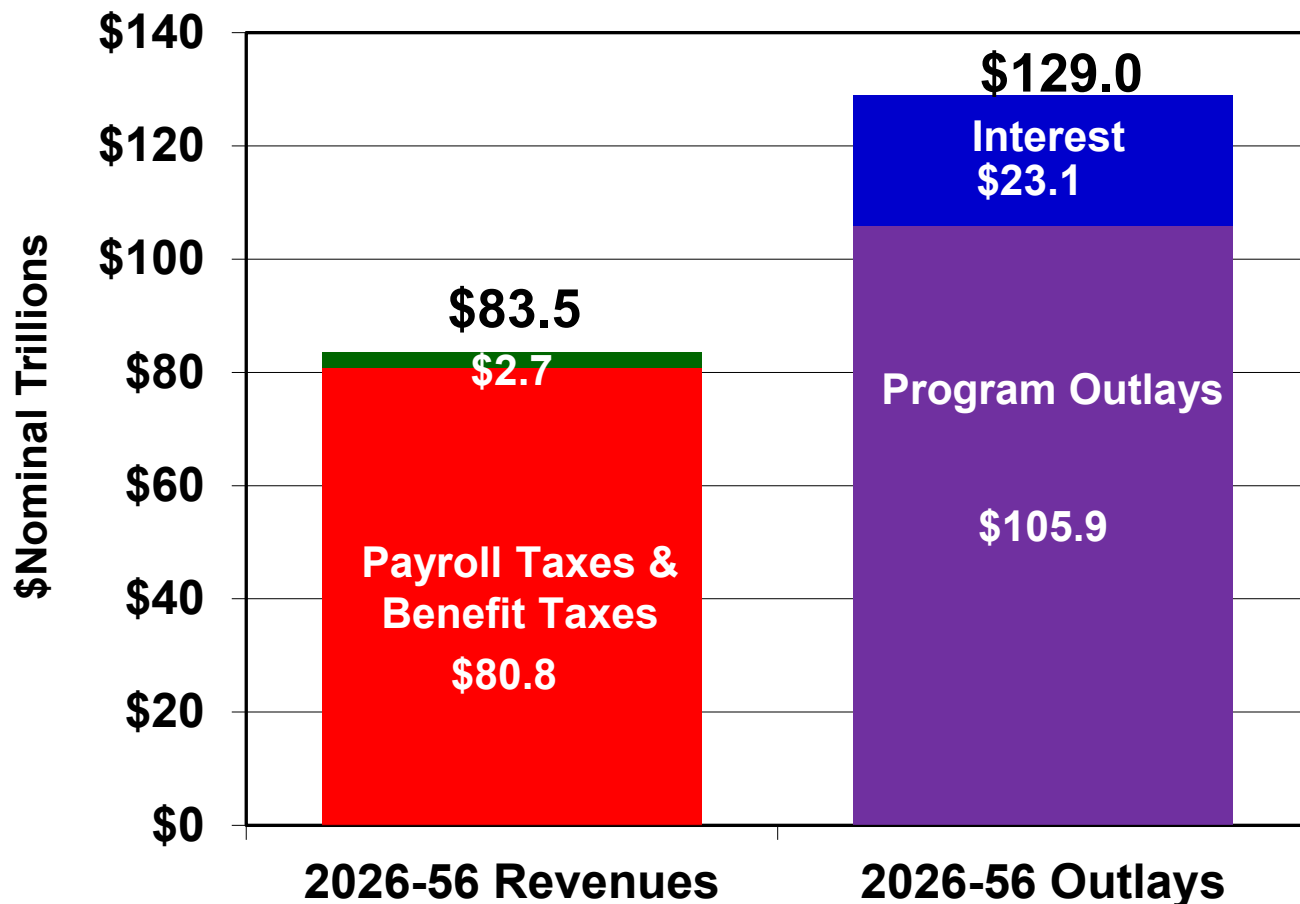 $Nominal Trillions
$140
$120
$100
$80
$60
$40
$20
$0
$83.5
$2.7
Payroll Taxes &
Benefit Taxes
$80.8
$129.0
Interest
$23.1
Program Outlays
$105.9
2026-56 Revenues
2026-56 Outlays